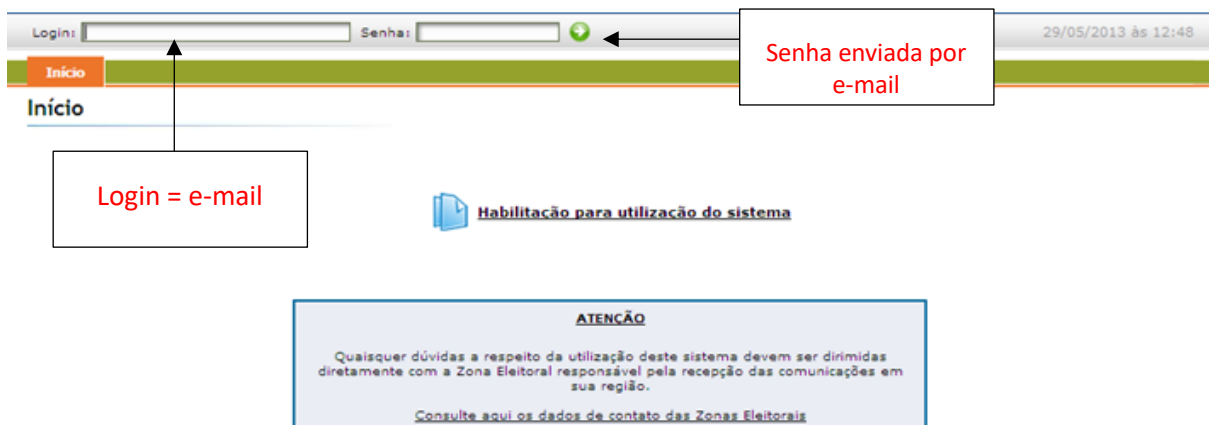 Login: Senha: 29/05/2013 às 12:48
Senha enviada por
e-mail
Início
Início
Login = e-mail
Habilitação para utilização do sistema
ATENÇÃO
Quaisquer dúvidas a respeito da utilização deste sistema devem ser dirimidas
diretamente com a Zona Eleitoral responsável pela recepção das comunicações em
sua região.
Consulte aqui os dados de contato das Zonas Eleitorais